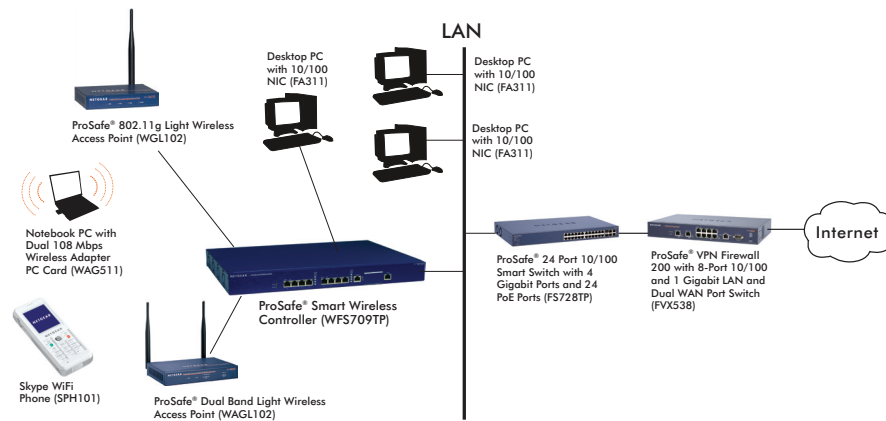 LAN
Desktop PC
with 10/100
NIC (FA311)
Desktop PC
with 10/100
NIC (FA311)
Desktop PC
with 10/100
NIC (FA311)
NETGEAR
ProSafe® 802.11g Light Wireless
Access Point (WGL102)
Notebook PC with
Dual 108 Mbps
Wireless Adapter
PC Card (WAG511)
NETGEAR
ProSafe® Smart Wireless
Controller (WFS709TP)
NETGEAR
Skype WiFi
Phone (SPH101)
ProSafe® Dual Band Light Wireless
Access Point (WAGL102)
ProSafe® 24 Port 10/100
Smart Switch with 4
Gigabit Ports and 24
PoE Ports (FS728TP)
ProSafe® VPN Firewall
200 with 8-Port 10/100
and 1 Gigabit LAN and
Dual WAN Port Switch
(FVX538)
Internet